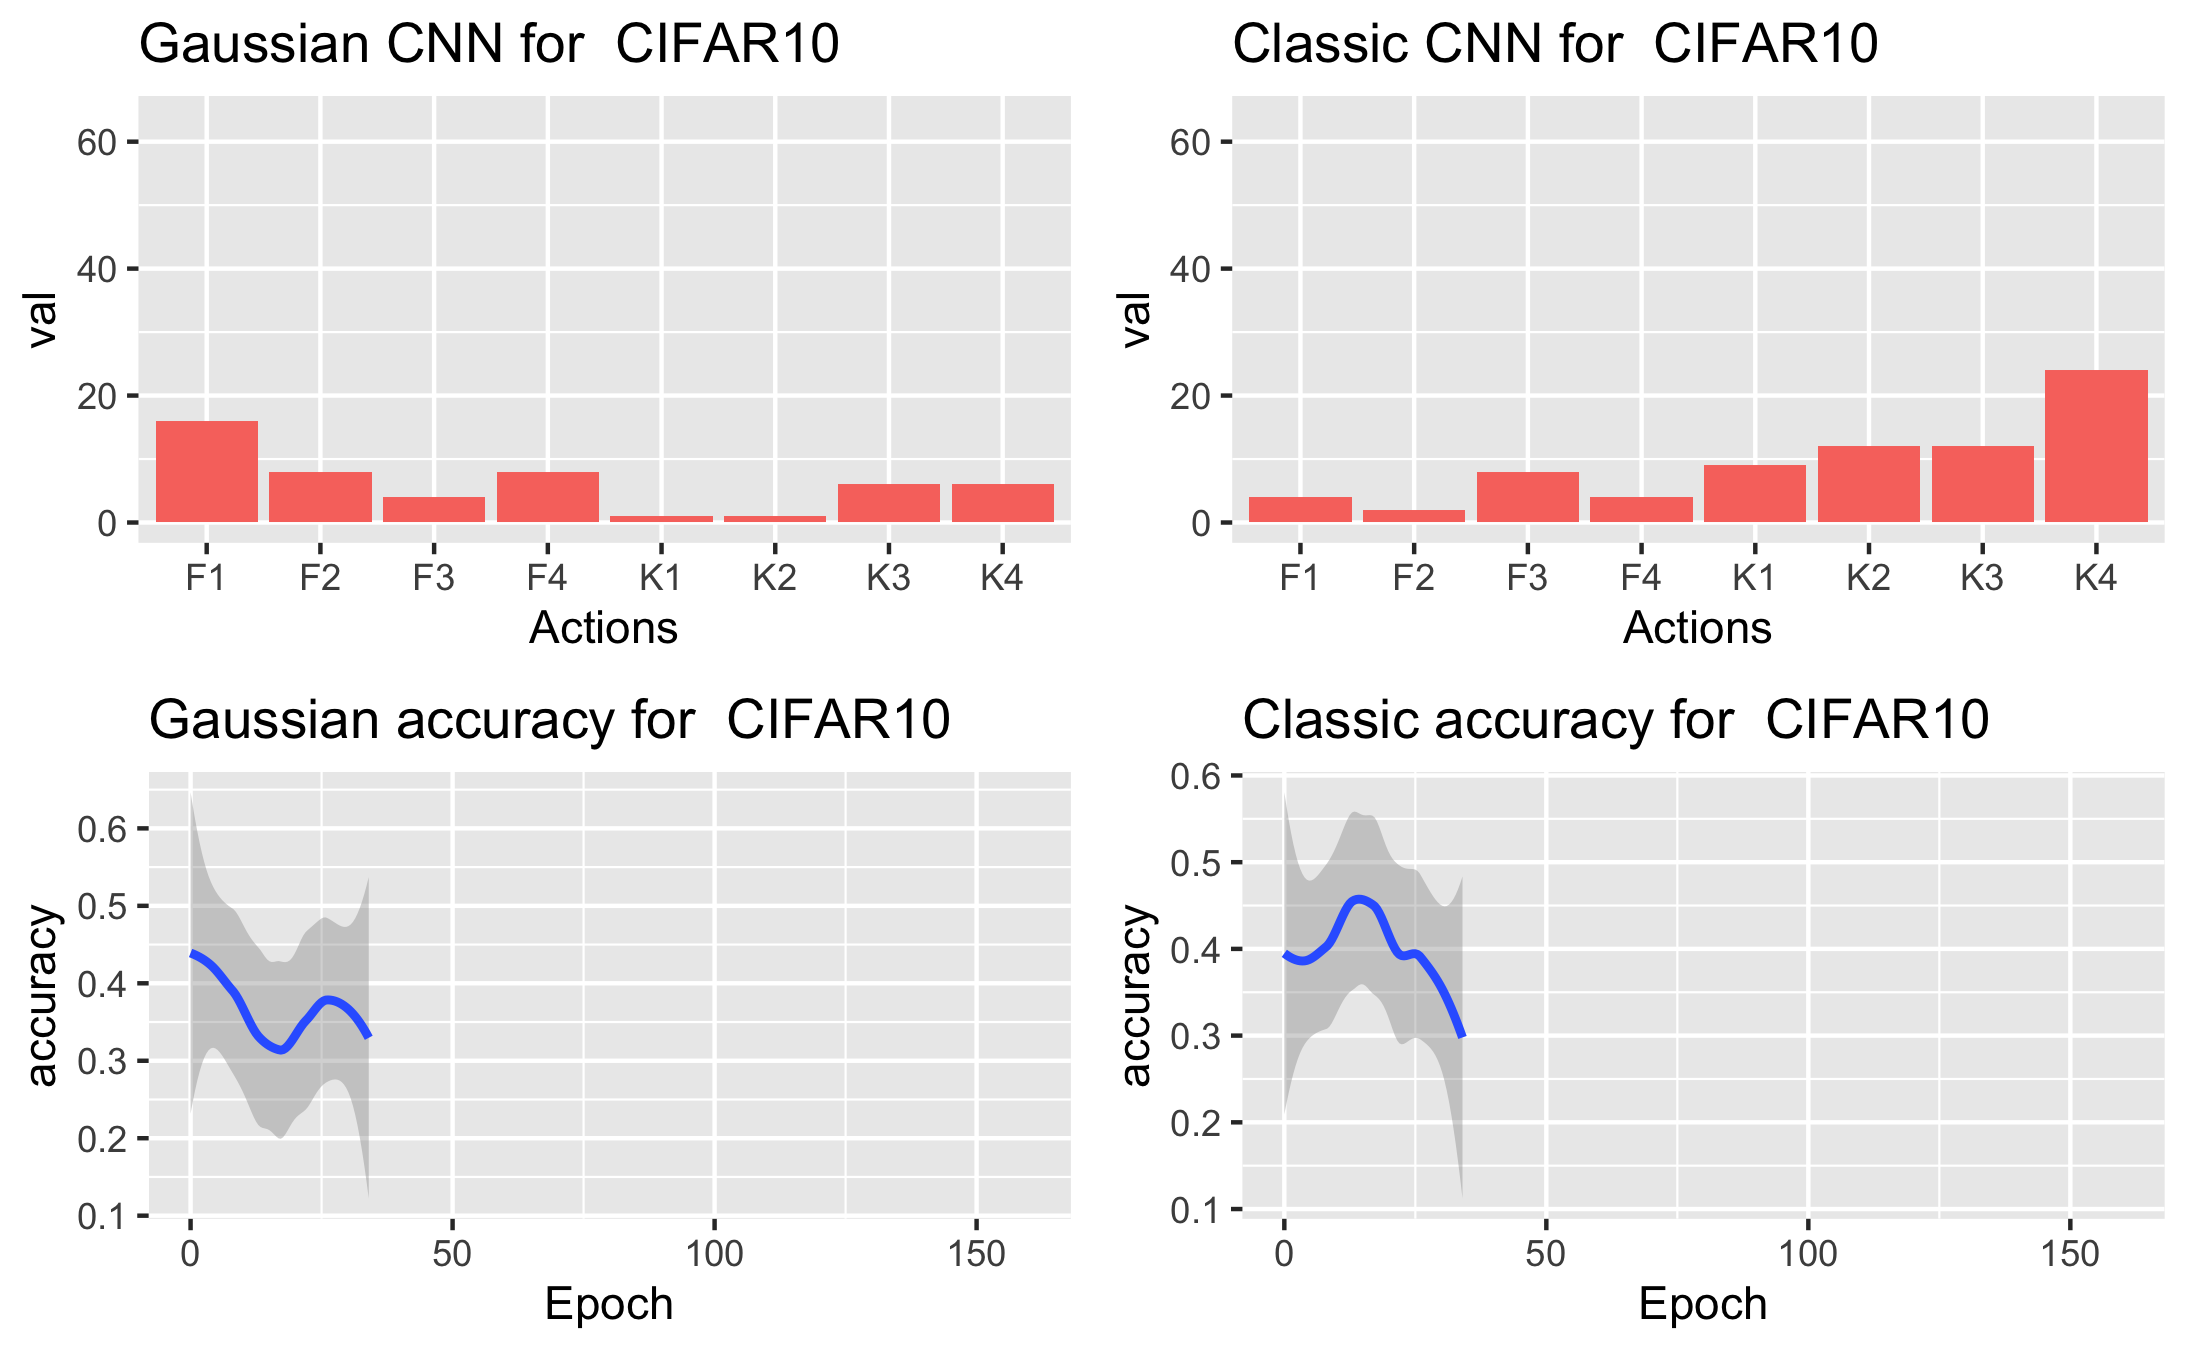 Gaussian CNN for  CIFAR10
val
60
40
20
0
F1 F2 F3 F4 K1 K2 K3 K4
Actions
Classic CNN for  CIFAR10
val
60
40
20
0
F1 F2 F3 F4 K1 K2 K3 K4
Actions
Gaussian accuracy for  CIFAR10
accuracy
0.6
0.5
0.4
0.3
0.2
0.1
0 50 100 150
Epoch
Classic accuracy for  CIFAR10
accuracy
0.6
0.5
0.4
0.3
0.2
0.1
0 50 100 150
Epoch